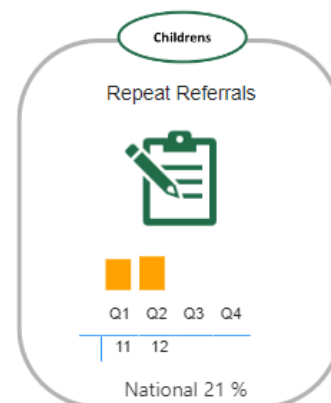 Childrens
Repeat Referrals
Q1 Q2 Q3 Q4
11 12
National 21 %